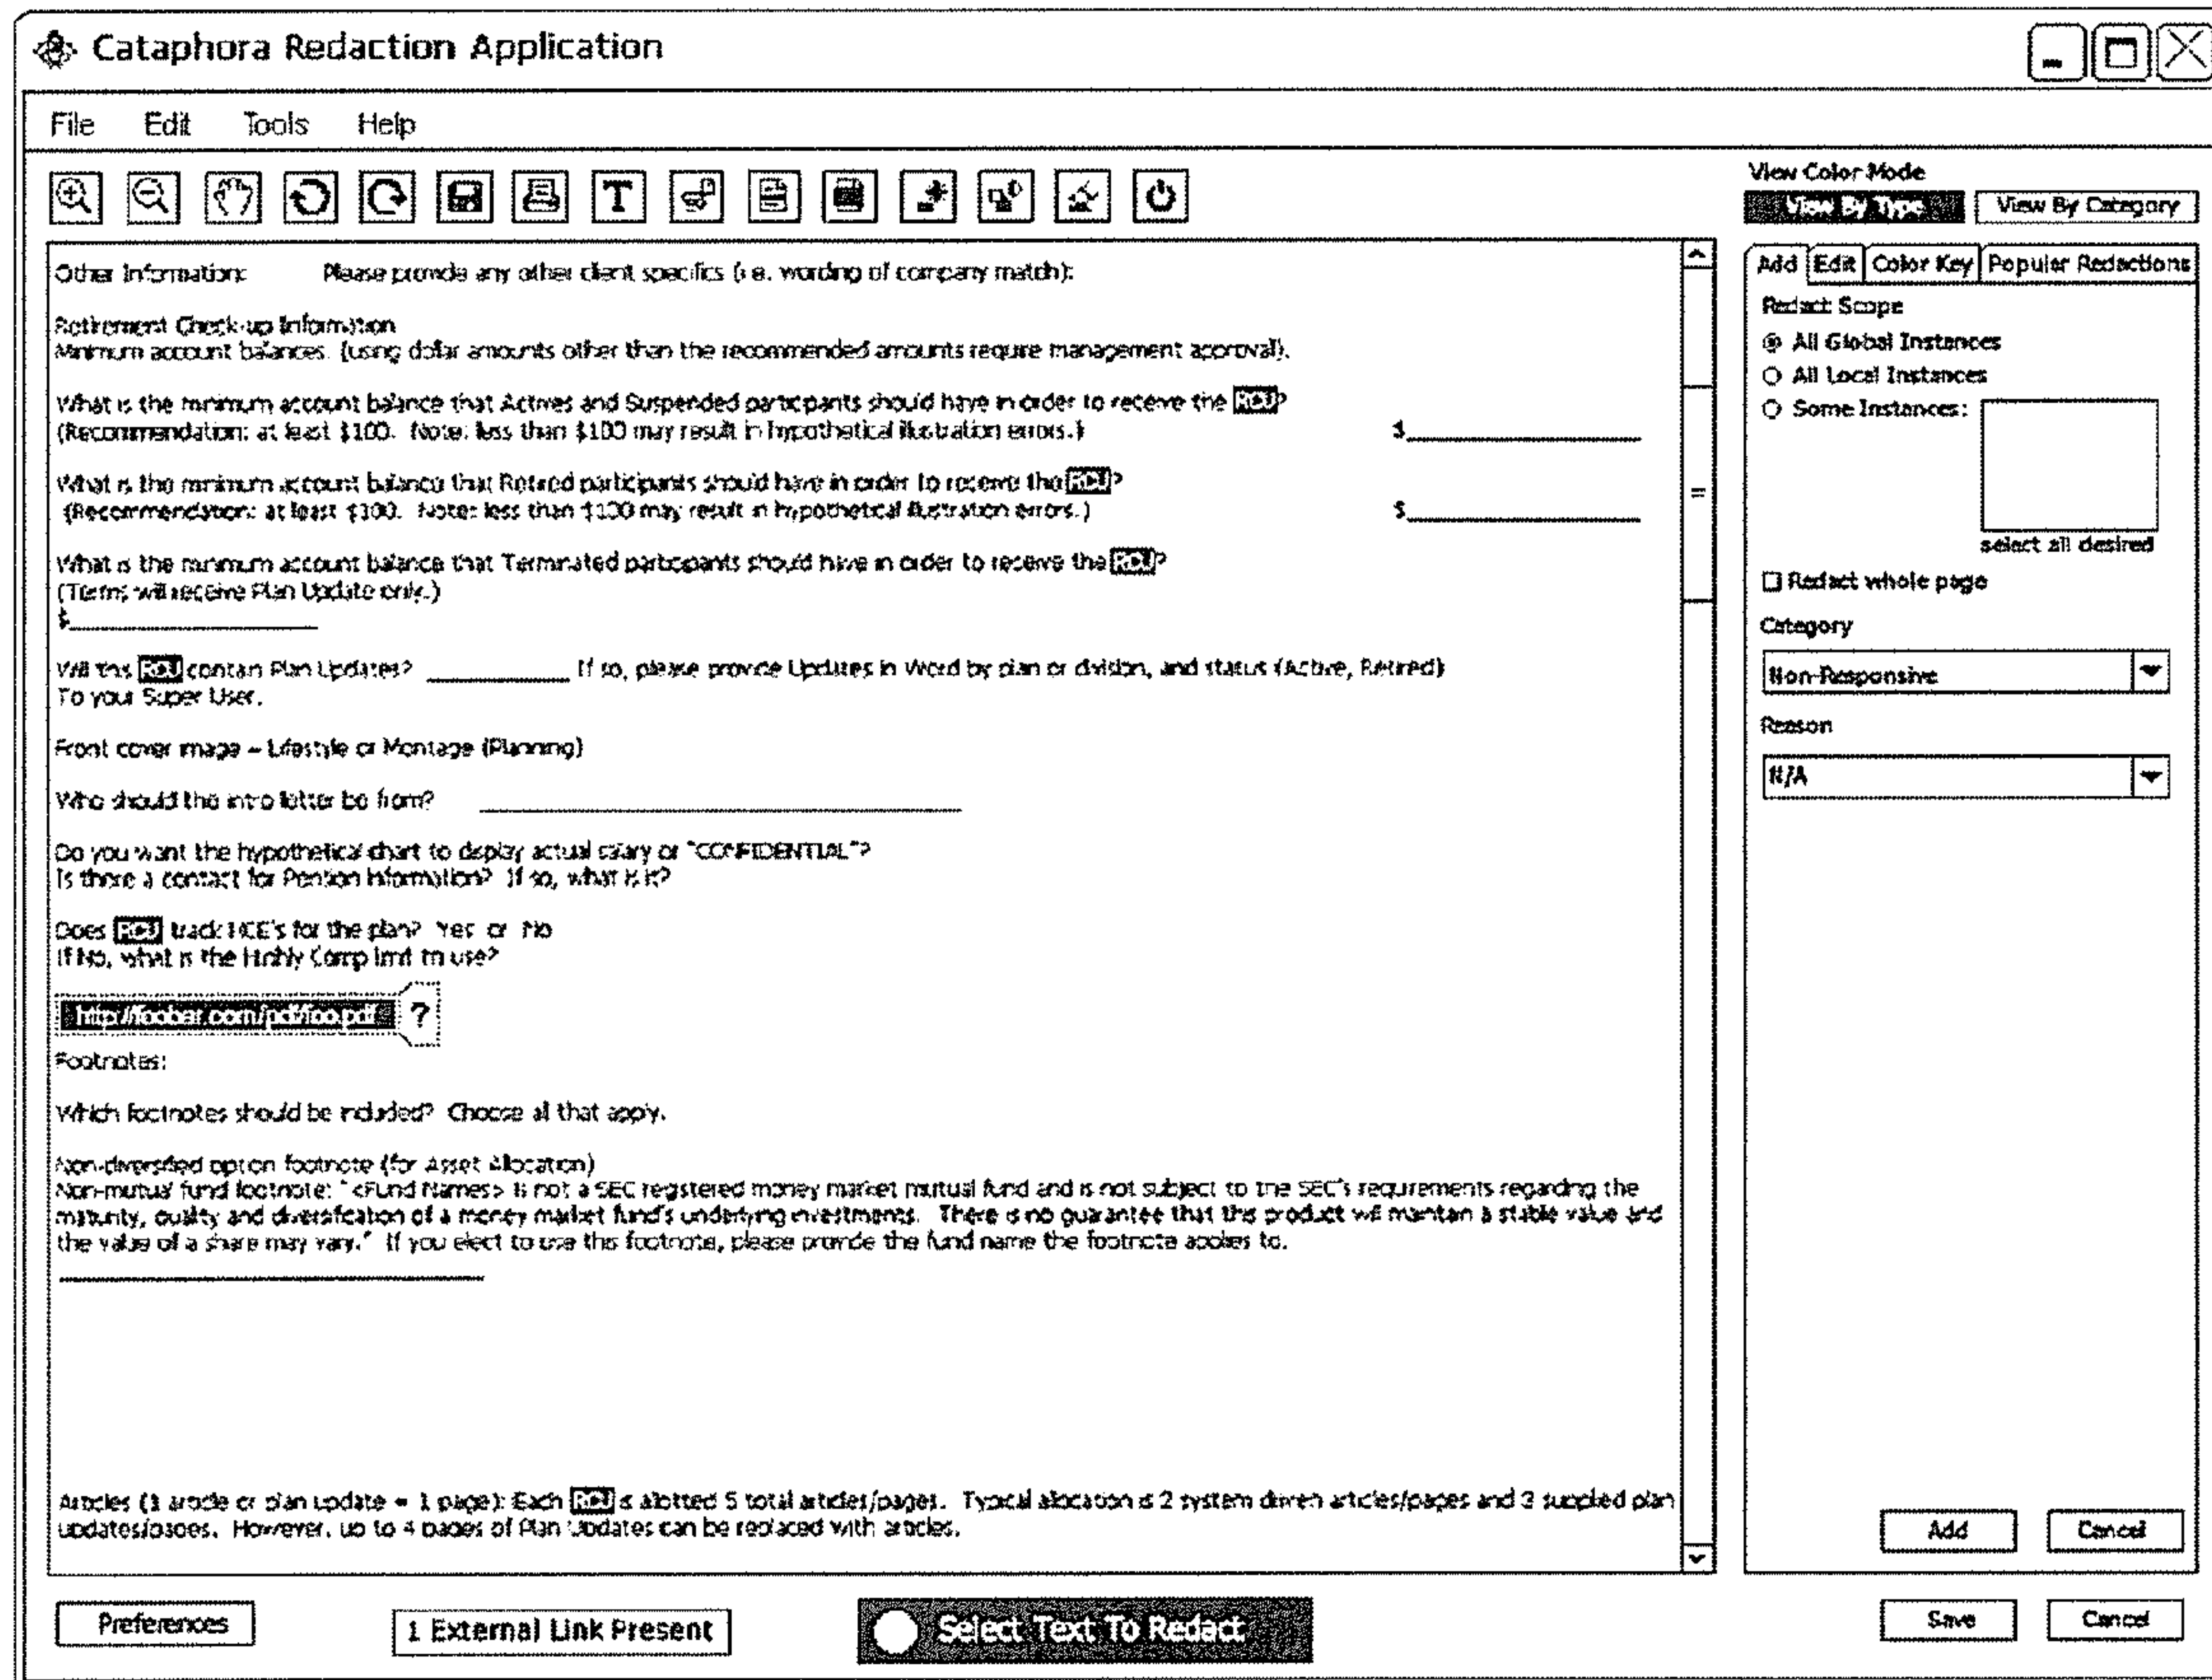 Cataphora Redaction Application
File Edit Tools Help
T
View Color Mode
View By Type View By Category
Other Information: Please provide any other client specifics (i.e. wording of company match):
Retirement Check-up Information
Minimum account balances. (using dollar amounts other than the recommended amounts require management approval).
What is the minimum account balance that Actives and Suspended participants should have in order to receive the RCU?
(Recommendation: at least $100. Note: less than $100 may result in hypothetical illustration errors.) $
What is the minimum account balance that Retired participants should have in order to receive the RCU?
(Recommendation: at least $100. Note: less than $100 may result in hypothetical illustration errors.) $
What is the minimum account balance that Terminated participants should have in order to receive the RCU?
(Terms will receive Plan Update only.)
$
Will this RCU contain Plan Updates? If so, please provide Updates in Word by plan or division, and status (Active, Retired)
To your Super User.
Front cover image – Lifestyle or Montage (Planning)
Who should the intro letter be from?
Do you want the hypothetical chart to display actual salary or "CONFIDENTIAL"?
Is there a contact for Pension Information? If so, what is it?
Does RCU track HCE's for the plan? Yes or No
If No, what is the Highly Comp limit to use?
http://foobar.com/pdf/foo.pdf ?
Footnotes:
Which footnotes should be included? Choose all that apply.
Non-diversified option footnote (for Asset Allocation)
Non-mutual fund footnote: "<Fund Names> is not a SEC registered money market mutual fund and is not subject to the SEC's requirements regarding the
maturity, quality and diversification of a money market fund's underlying investments. There is no guarantee that this product will maintain a stable value and
the value of a share may vary." If you elect to use this footnote, please provide the fund name the footnote applies to.
Articles (1 article or plan update = 1 page): Each RCU is alotted 5 total articles/pages. Typical allocation is 2 system driven articles/pages and 3 supplied plan
updates/pages. However, up to 4 pages of Plan Updates can be replaced with articles.
Add Edit Color Key Popular Redactions
Redact Scope
All Global Instances
All Local Instances
Some Instances:
select all desired
Redact whole page
Category
Non-Responsive
Reason
N/A
Add Cancel
Preferences 1 External Link Present Select Text To Redact Save Cancel